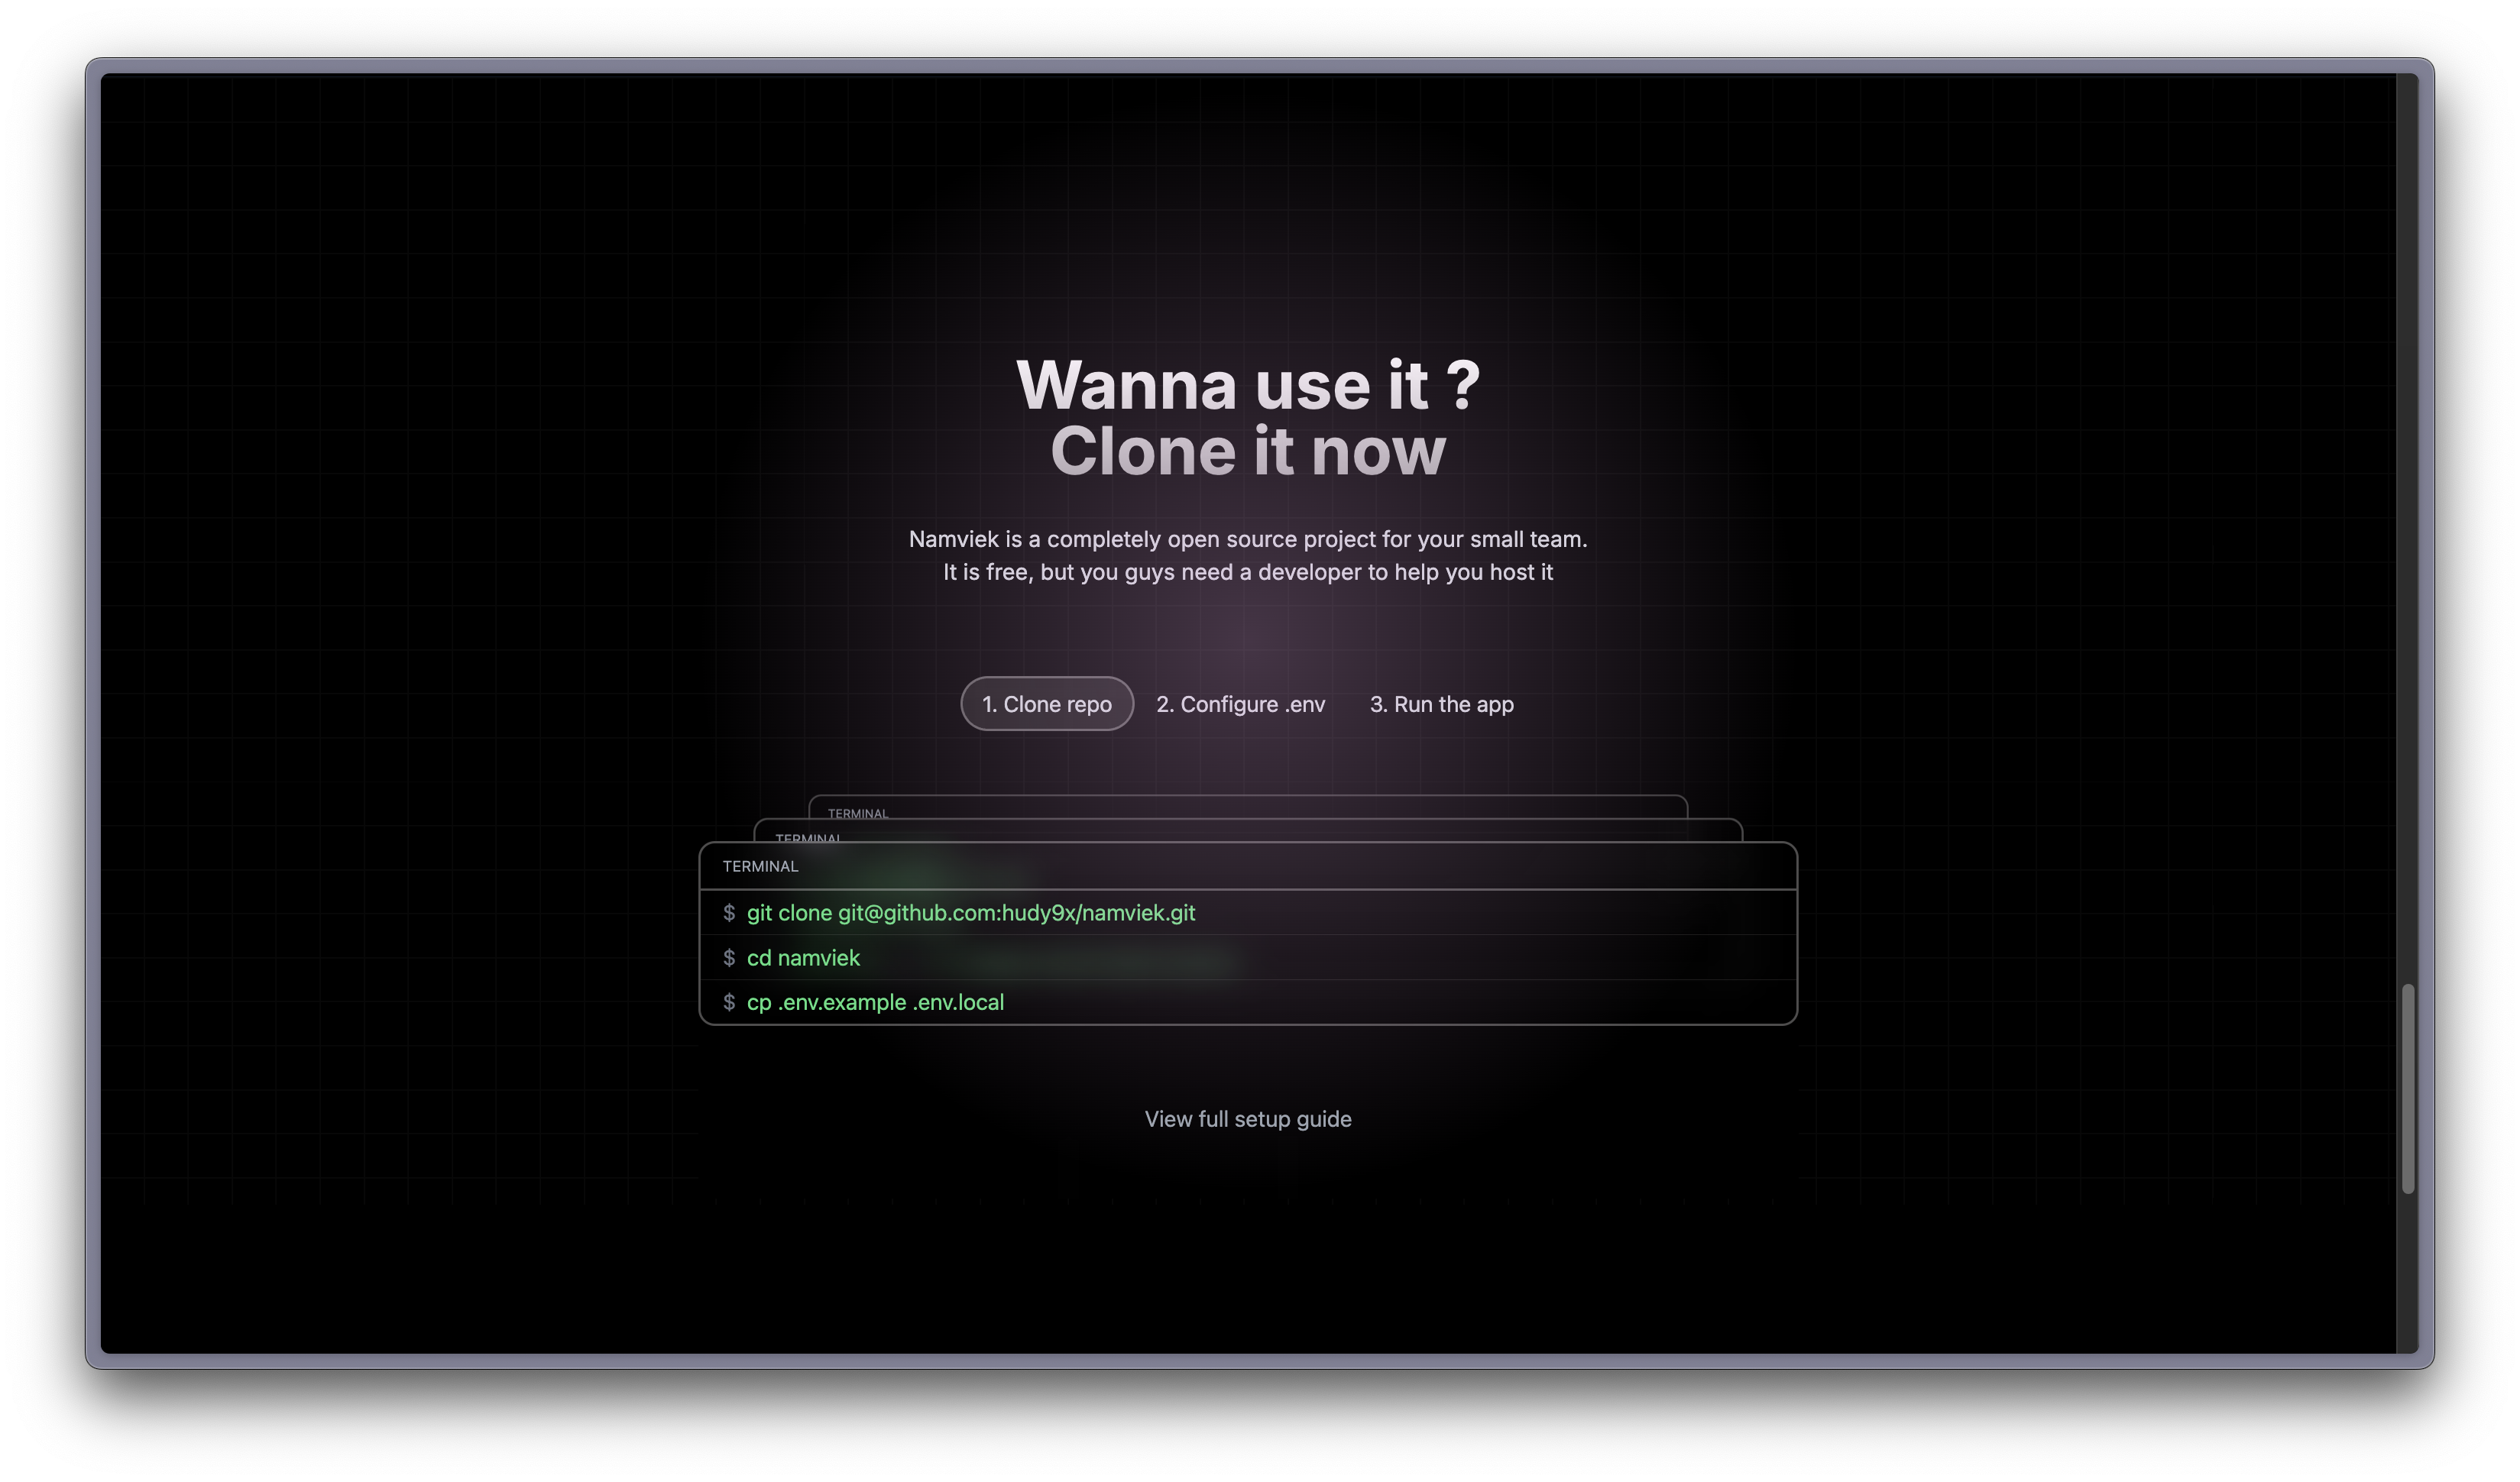 Wanna use it ?
Clone it now
Namviek is a completely open source project for your small team.
It is free, but you guys need a developer to help you host it
1. Clone repo 2. Configure .env 3. Run the app
TERMINAL
TERMINAL
TERMINAL
$ git clone git@github.com:hudy9x/namviek.git
$ cd namviek
$ cp .env.example .env.local
View full setup guide